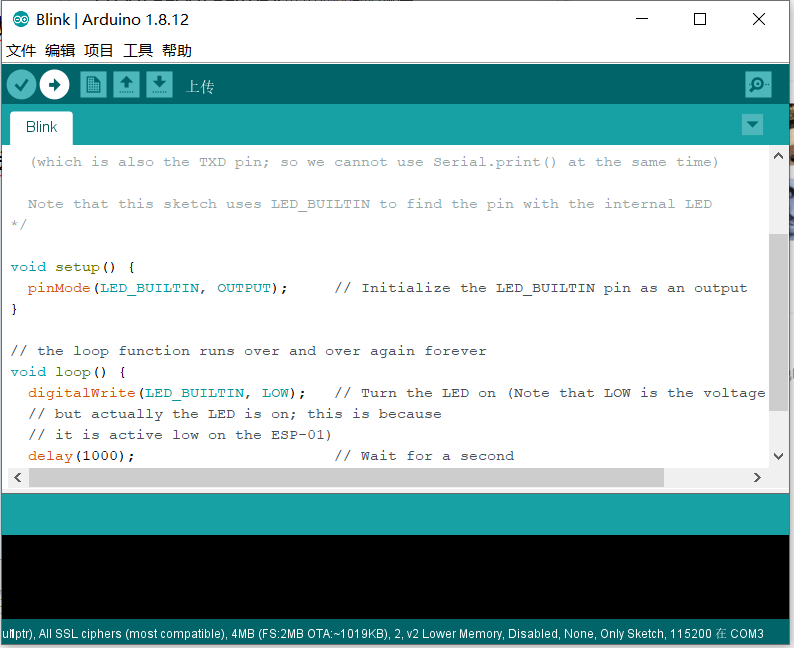 Blink | Arduino 1.8.12
文件 编辑 项目 工具 帮助
上传
Blink
(which is also the TXD pin; so we cannot use Serial.print() at the same time)
Note that this sketch uses LED_BUILTIN to find the pin with the internal LED
*/
void setup() {
pinMode(LED_BUILTIN, OUTPUT);     // Initialize the LED_BUILTIN pin as an output
}
// the loop function runs over and over again forever
void loop() {
digitalWrite(LED_BUILTIN, LOW);   // Turn the LED on (Note that LOW is the voltage
// but actually the LED is on; this is because
// it is active low on the ESP-01)
delay(1000);                      // Wait for a second
ullptr), All SSL ciphers (most compatible), 4MB (FS:2MB OTA:~1019KB), 2, v2 Lower Memory, Disabled, None, Only Sketch, 115200 在 COM3